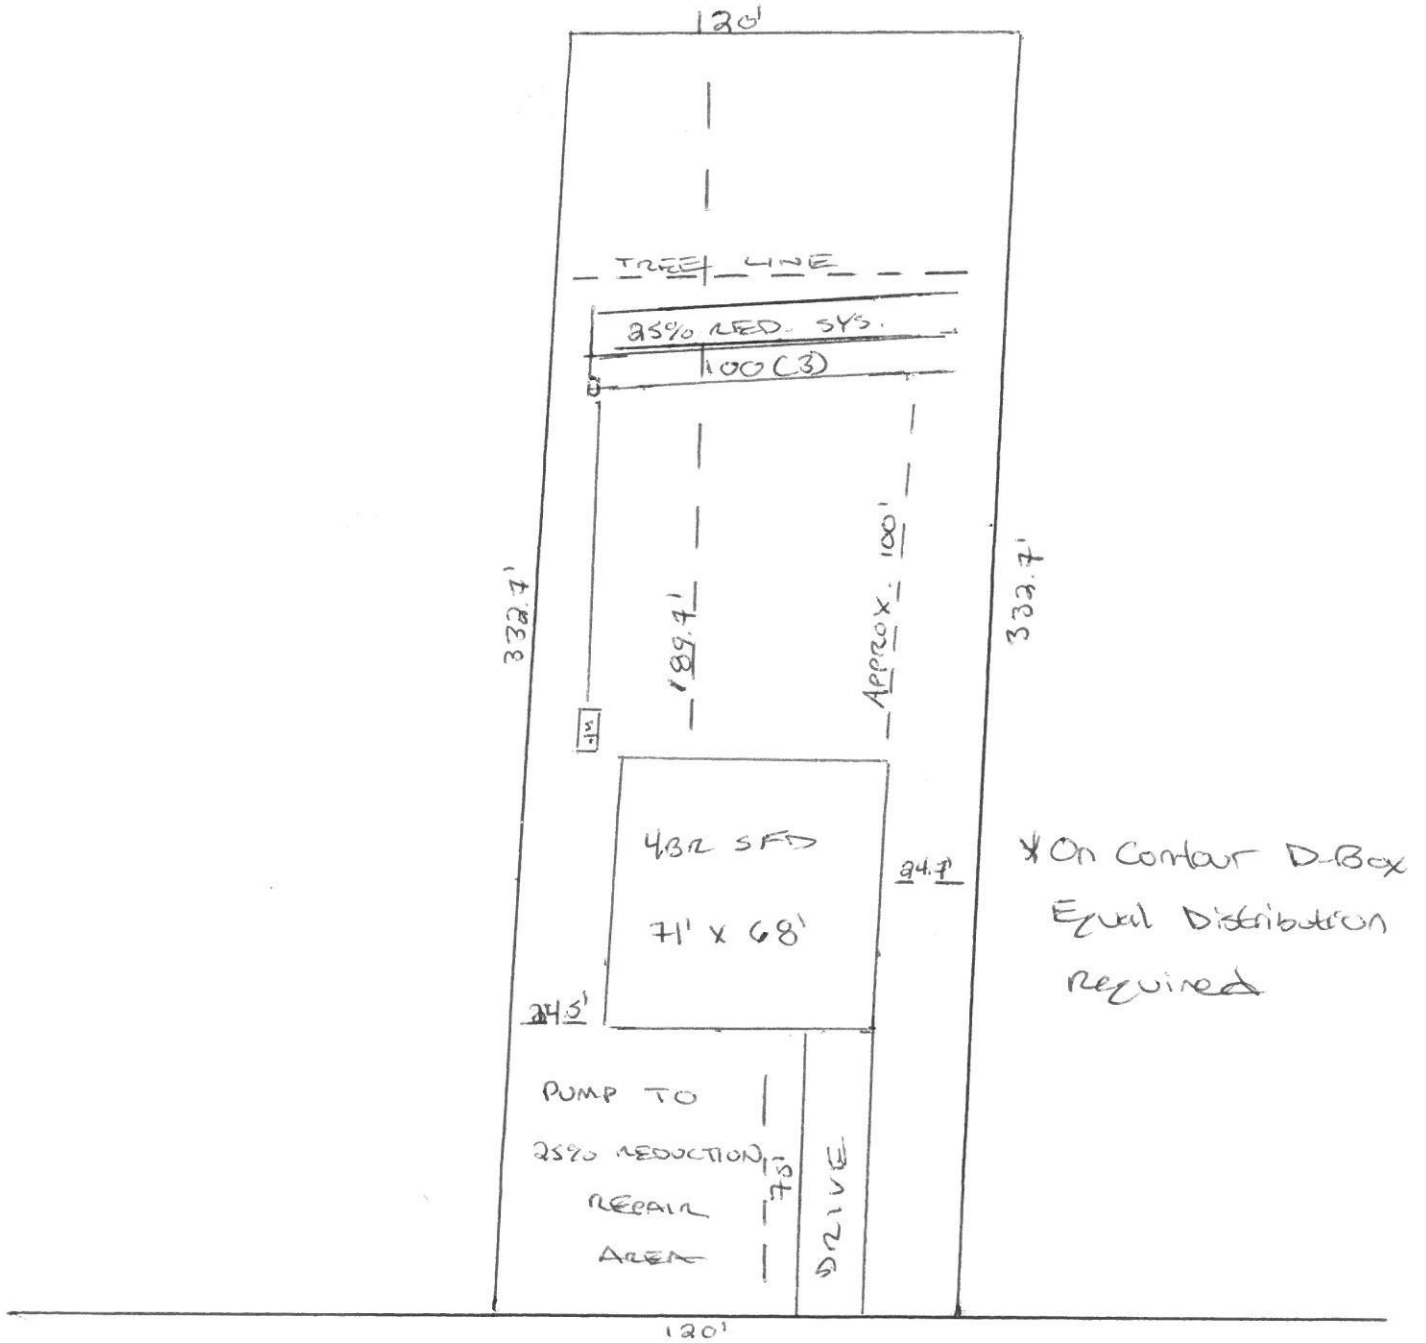 120'
TREE LINE
25% RED. SYS.
100 (3)
332.7'
189.7'
APPROX. 100'
332.7'
4BR SFD
71' X 68'
24.7'
*On Contour D-Box
Equal Distribution
Required
24.5'
PUMP TO
25% REDUCTION
REPAIR
AREA
75'
DRIVE
120'